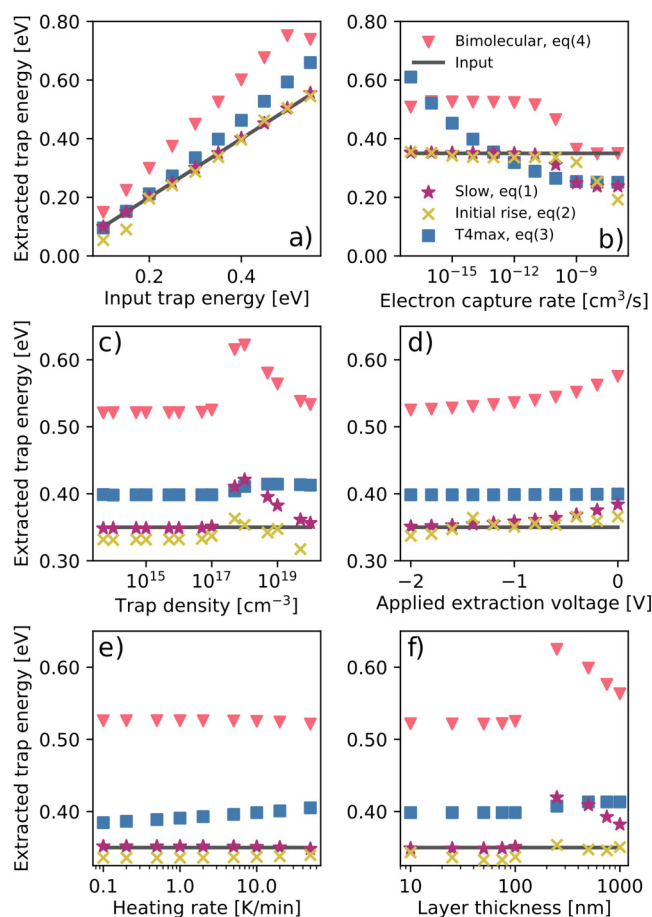 Extracted trap energy [eV]
0.80
0.60
0.40
0.20
0.00
0.2
0.4
a)
Input trap energy [eV]
0.80
0.60
0.40
0.20
0.00
Bimolecular, eq(4)
Input
Slow, eq(1)
Initial rise, eq(2)
T4max, eq(3)
b)
10⁻¹⁵
10⁻¹²
10⁻⁹
Electron capture rate [cm³/s]
Extracted trap energy [eV]
c)
0.60
0.50
0.40
0.30
10¹⁵
10¹⁷
10¹⁹
Trap density [cm⁻³]
d)
0.60
0.50
0.40
0.30
−2
−1
0
Applied extraction voltage [V]
Extracted trap energy [eV]
e)
0.60
0.50
0.40
0.1
1.0
10.0
Heating rate [K/min]
f)
0.60
0.50
0.40
10
100
1000
Layer thickness [nm]